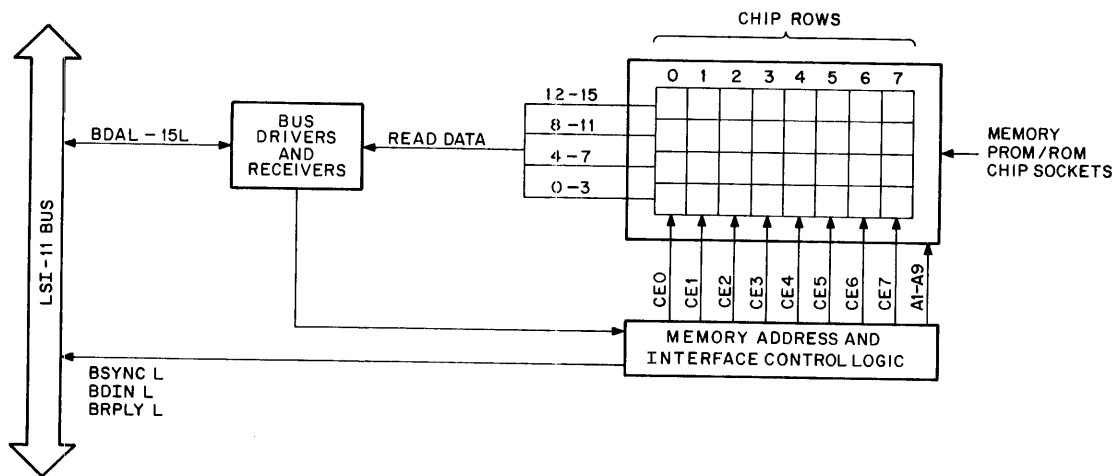 CHIP ROWS
0 1 2 3 4 5 6 7
12-15
8-11
4-7
0-3
BUS
DRIVERS
AND
RECEIVERS
BDAL-15L
READ DATA
MEMORY
PROM/ROM
CHIP SOCKETS
LSI-11 BUS
CE0
CE1
CE2
CE3
CE4
CE5
CE6
CE7
A1-A9
MEMORY ADDRESS AND
INTERFACE CONTROL LOGIC
BSYNC L
BDIN L
BRPLY L